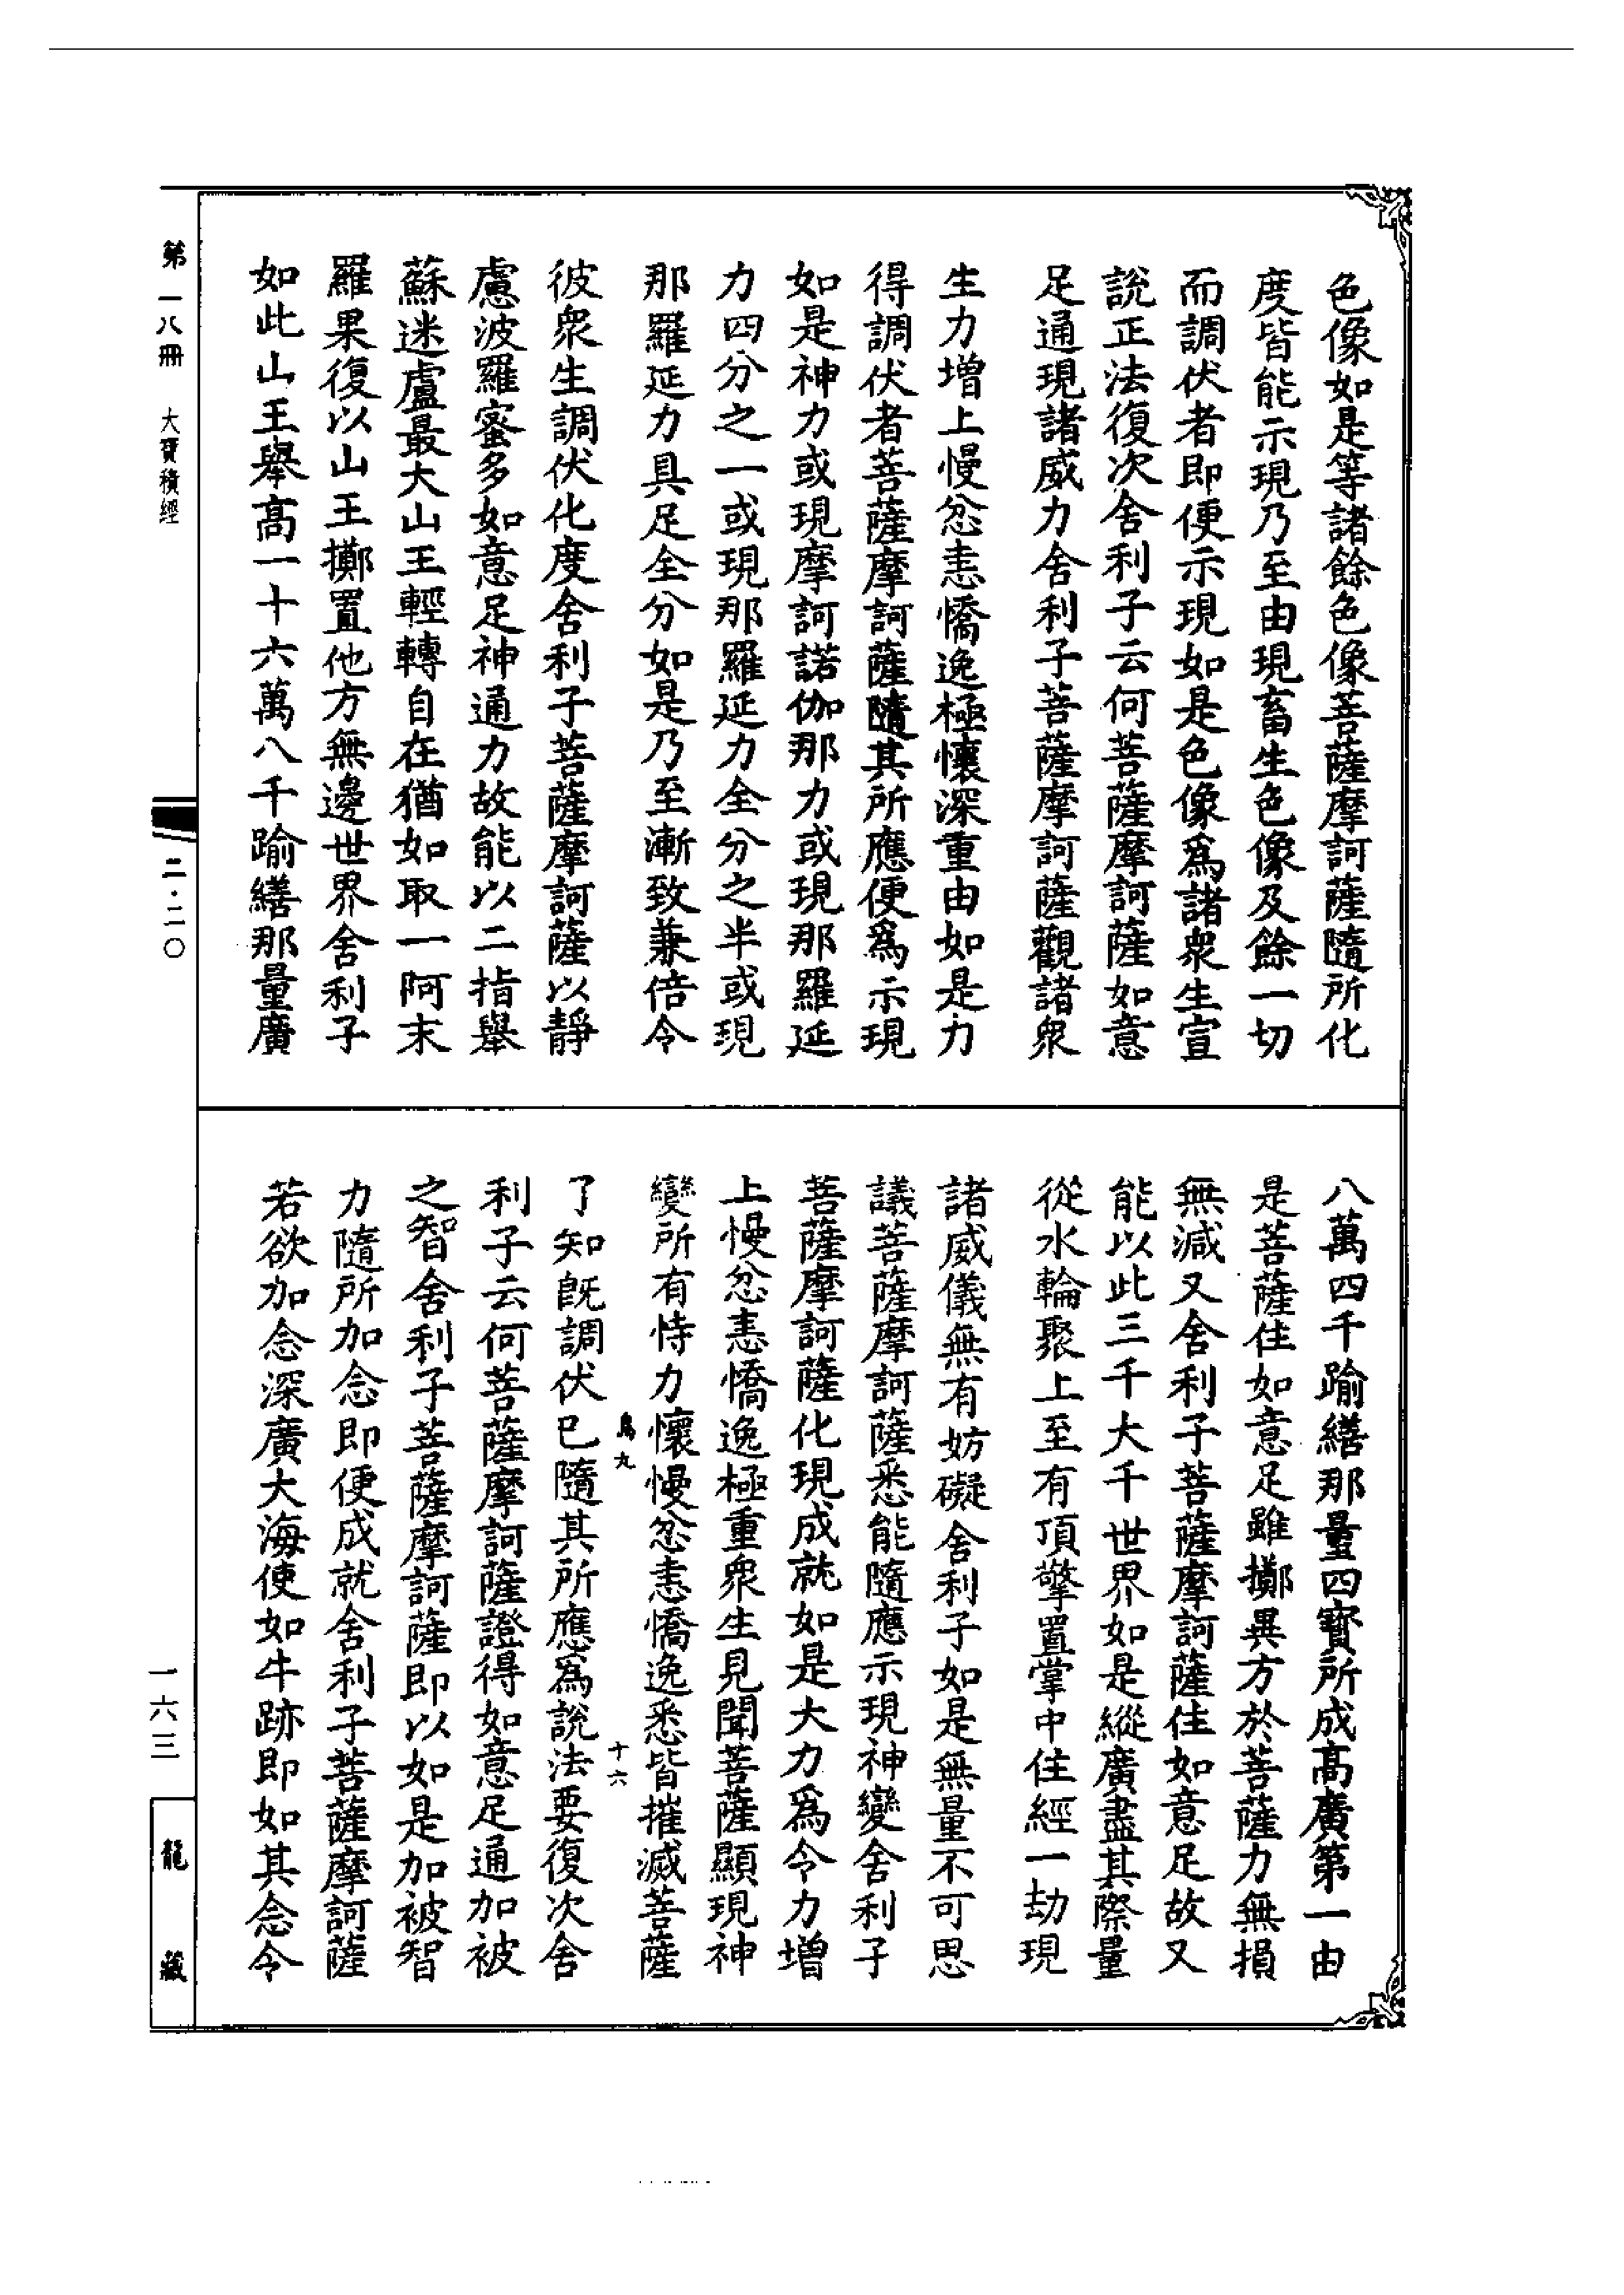 色像如是等諸餘色像菩薩摩訶薩隨所化
度皆能示現乃至由現畜生色像及餘一切
而調伏者即便示現如是色像爲諸衆生宣
說正法復次舍利子云何菩薩摩訶薩如意
足通現諸威力舍利子菩薩摩訶薩觀諸衆
生力增上慢忿恚憍逸極懷深重由如是力
得調伏者菩薩摩訶薩隨其所應便爲示現
如是神力或現摩訶諾伽那力或現那羅延
力四分之一或現那羅延力全分之半或現
那羅延力具足全分如是乃至漸致兼倍令
彼衆生調伏化度舍利子菩薩摩訶薩以靜
慮波羅蜜多如意足神通力故能以二指舉
蘇迷盧最大山王輕轉自在猶如取一阿末
羅果復以山王擲置他方無邊世界舍利子
如此山王舉高一十六萬八千踰繕那量廣
八萬四千踰繕那量四寶所成高廣第一由
是菩薩住如意足雖擲異方於菩薩力無損
無減又舍利子菩薩摩訶薩住如意足故又
能以此三千大千世界如是縱廣盡其際量
從水輪聚上至有頂擎置掌中住經一劫現
諸威儀無有妨礙舍利子如是無量不可思
議菩薩摩訶薩悉能隨應示現神變舍利子
菩薩摩訶薩化現成就如是大力爲令力增
上慢忿恚憍逸極重衆生見聞菩薩顯現神
變所有恃力懷慢忿恚憍逸悉皆摧滅菩薩
鳥九 十六
了知旣調伏已隨其所應爲說法要復次舍
利子云何菩薩摩訶薩證得如意足通加被
之智舍利子菩薩摩訶薩即以如是加被智
力隨所加念即便成就舍利子菩薩摩訶薩
若欲加念深廣大海使如牛跡即如其念令
第一八冊 大寶積經
二·二〇
一六三
龍藏